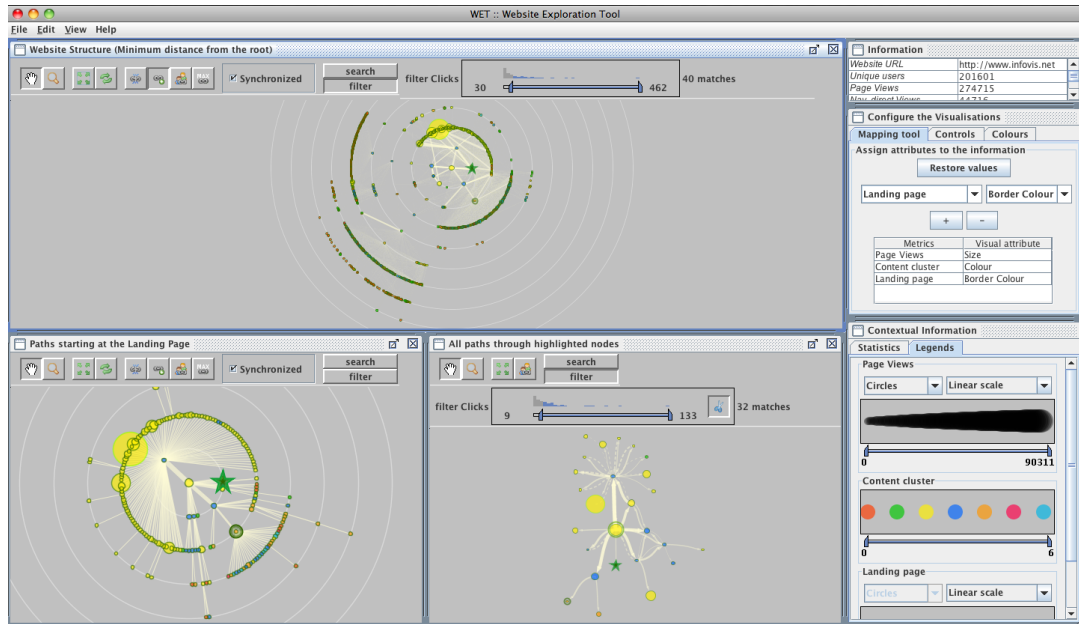 WET :: Website Exploration Tool
File Edit View Help
Website Structure (Minimum distance from the root)
Synchronized
search
filter
filter Clicks
30
462
40 matches
Information
Website URL http://www.infovis.net
Unique users 201601
Page Views 274715
Nav. direct Views 44716
Configure the Visualisations
Mapping tool Controls Colours
Assign attributes to the information
Restore values
Landing page Border Colour
+ -
Metrics Visual attribute
Page Views Size
Content cluster Colour
Landing page Border Colour
Paths starting at the Landing Page
Synchronized
search
filter
All paths through highlighted nodes
search
filter
filter Clicks
9
133
32 matches
Contextual Information
Statistics Legends
Page Views
Circles Linear scale
0 90311
Content cluster
0 6
Landing page
Circles Linear scale